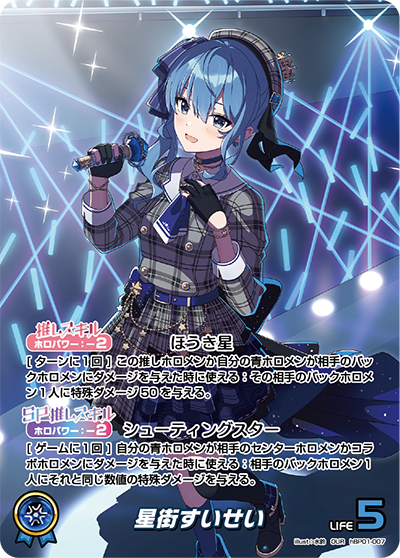 推しスキル
ホロパワー：-2
ほうき星
[ターンに1回]この推しホロメンか自分の青ホロメンが相手のバッ
クホロメンにダメージを与えた時に使える：その相手のバックホロメ
ン1人に特殊ダメージ50を与える。
SP推しスキル
ホロパワー：-2
シューティングスター
[ゲームに1回]自分の青ホロメンが相手のセンターホロメンかコラ
ボホロメンにダメージを与えた時に使える：相手のバックホロメン1
人にそれと同じ数値の特殊ダメージを与える。
星街すいせい
LIFE 5
illust：水鈴 OUR hBP01-007